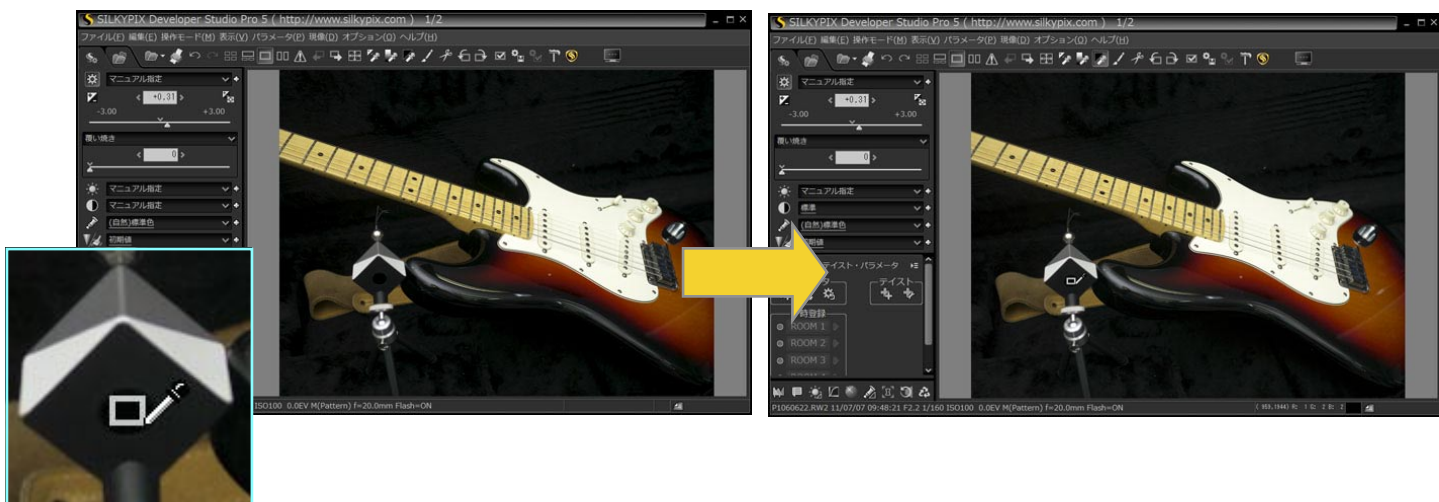 SILKYPIX Developer Studio Pro 5 ( http://www.silkypix.com ) 1/2
ファイル(F) 編集(E) 操作モード(M) 表示(V) パラメータ(P) 現像(D) オプション(O) ヘルプ(H)
マニュアル指定
+0.31
-3.00 +3.00
覆い焼き
0
マニュアル指定
マニュアル指定
(自然)標準色
初期値
ISO100 0.0EV M(Pattern) f=20.0mm Flash=ON
SILKYPIX Developer Studio Pro 5 ( http://www.silkypix.com ) 1/2
ファイル(F) 編集(E) 操作モード(M) 表示(V) パラメータ(P) 現像(D) オプション(O) ヘルプ(H)
マニュアル指定
+0.31
-3.00 +3.00
覆い焼き
0
マニュアル指定
標準
(自然)標準色
テイスト・パラメータ
テイスト
時登録
ROOM 1
ROOM 2
ROOM 3
P1060622.RW2 11/07/07 09:48:21 F2.2 1/160 ISO100 0.0EV M(Pattern) f=20.0mm Flash=ON